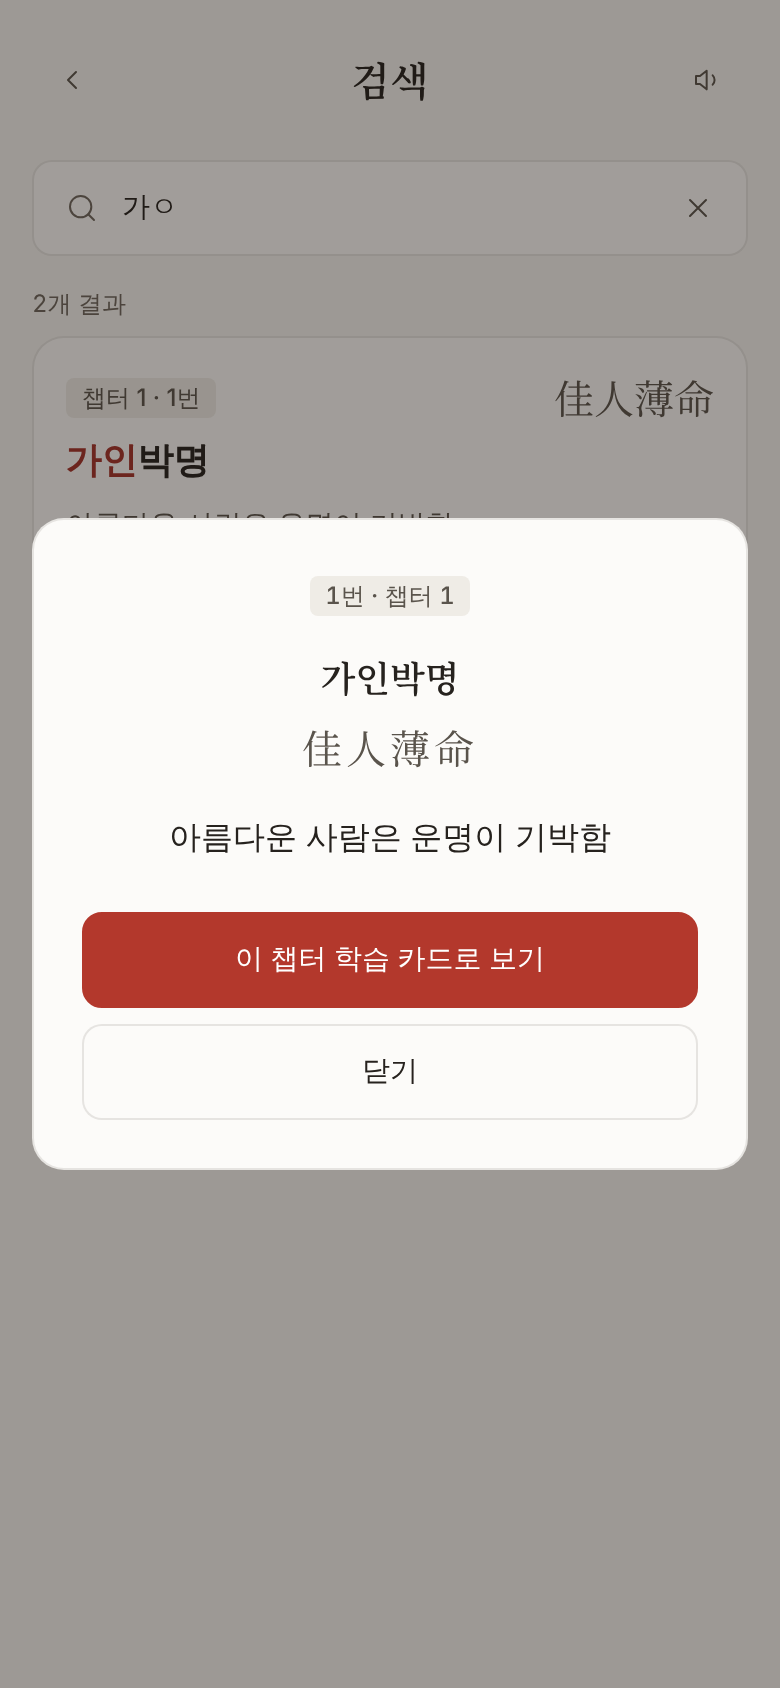 검색
가ㅇ
2개 결과
챕터 1 · 1번
佳人薄命
가인박명
1번 · 챕터 1
가인박명
佳人薄命
아름다운 사람은 운명이 기박함
이 챕터 학습 카드로 보기
닫기